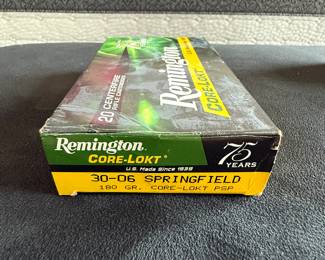 20 CENTERFIRE
RIFLE CARTRIDGES
Remington
CORE-LOKT
Remington
CORE-LOKT
U.S. Made Since 1939
75
YEARS
30-06 SPRINGFIELD
180 GR. CORE-LOKT PSP